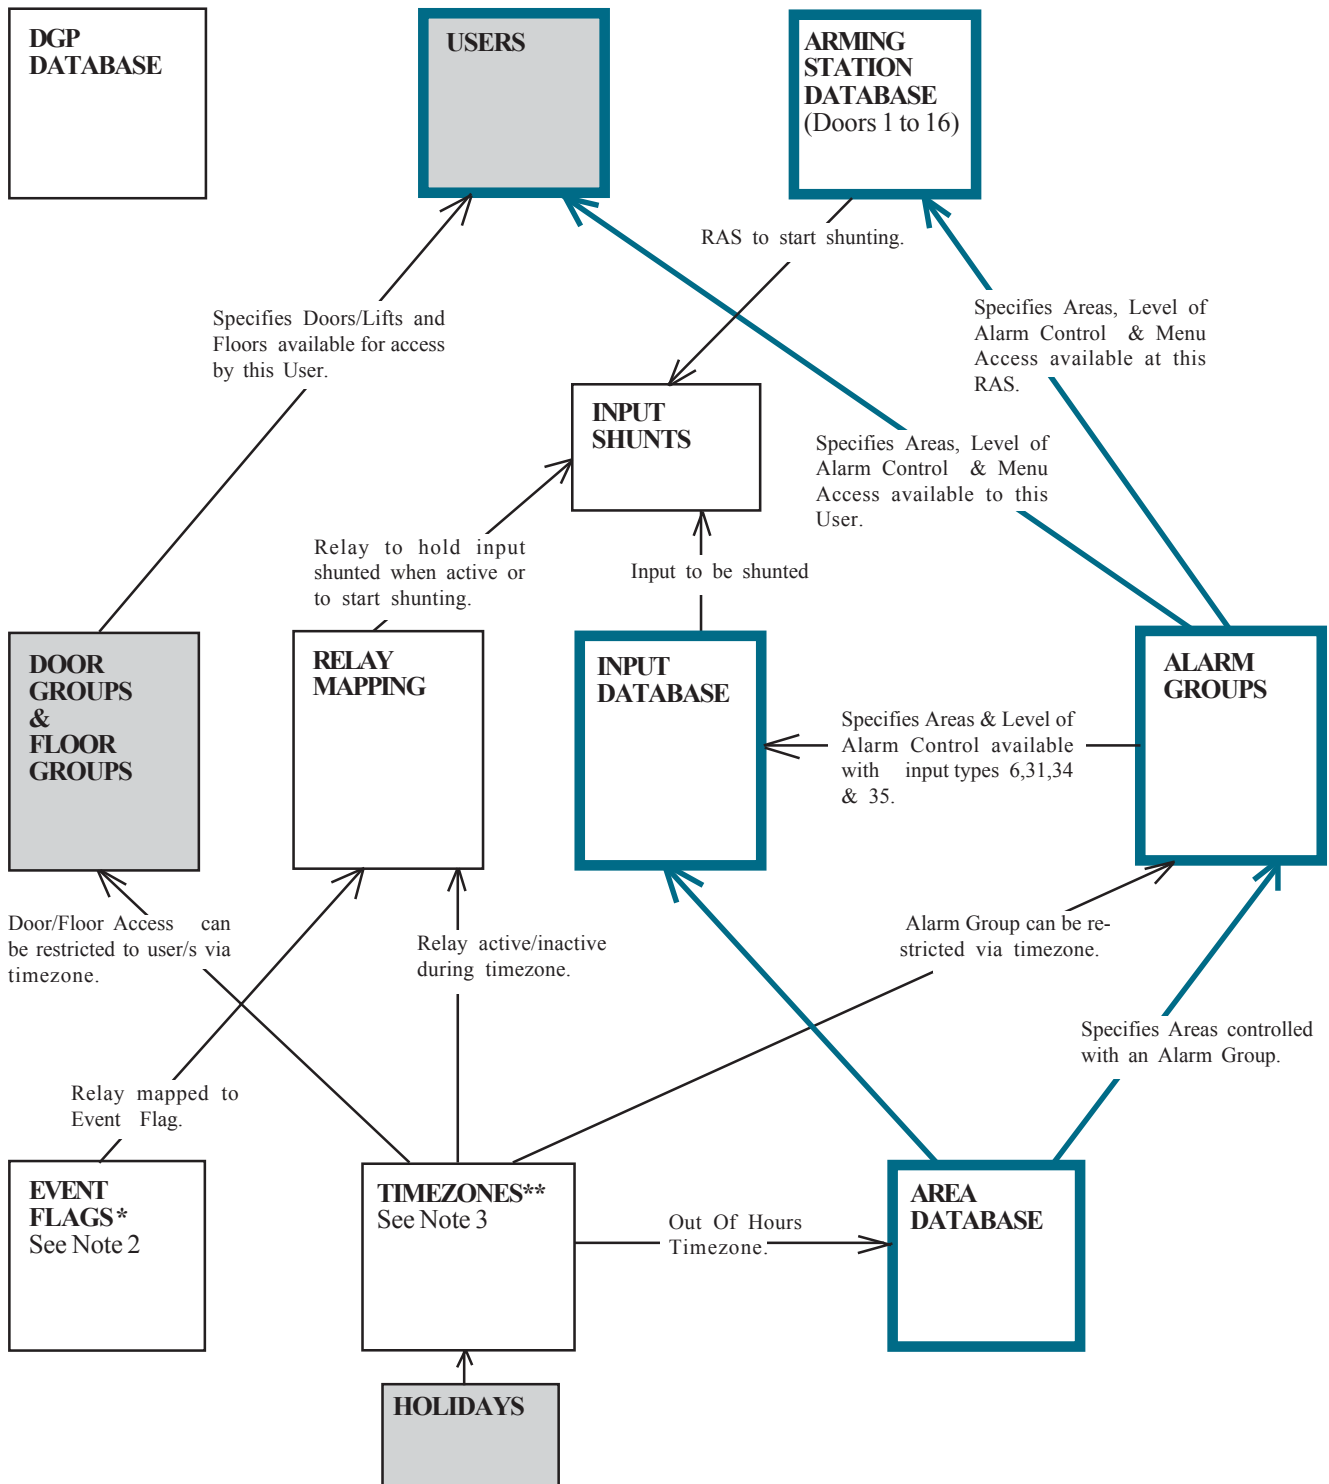 DGP
DATABASE
USERS
ARMING
STATION
DATABASE
(Doors 1 to 16)
RAS to start shunting.
Specifies Doors/Lifts and
Floors available for access
by this User.
Specifies Areas, Level of
Alarm Control & Menu
Access available at this
RAS.
INPUT
SHUNTS
Specifies Areas, Level of
Alarm Control & Menu
Access available to this
User.
Relay to hold input
shunted when active or
to start shunting.
Input to be shunted
DOOR
GROUPS
&
FLOOR
GROUPS
RELAY
MAPPING
INPUT
DATABASE
ALARM
GROUPS
Specifies Areas & Level of
Alarm Control available
with input types 6,31,34
& 35.
Door/Floor Access can
be restricted to user/s via
timezone.
Relay active/inactive
during timezone.
Alarm Group can be re-
stricted via timezone.
Specifies Areas controlled
with an Alarm Group.
Relay mapped to
Event Flag.
EVENT
FLAGS*
See Note 2
TIMEZONES**
See Note 3
Out Of Hours
Timezone.
AREA
DATABASE
HOLIDAYS